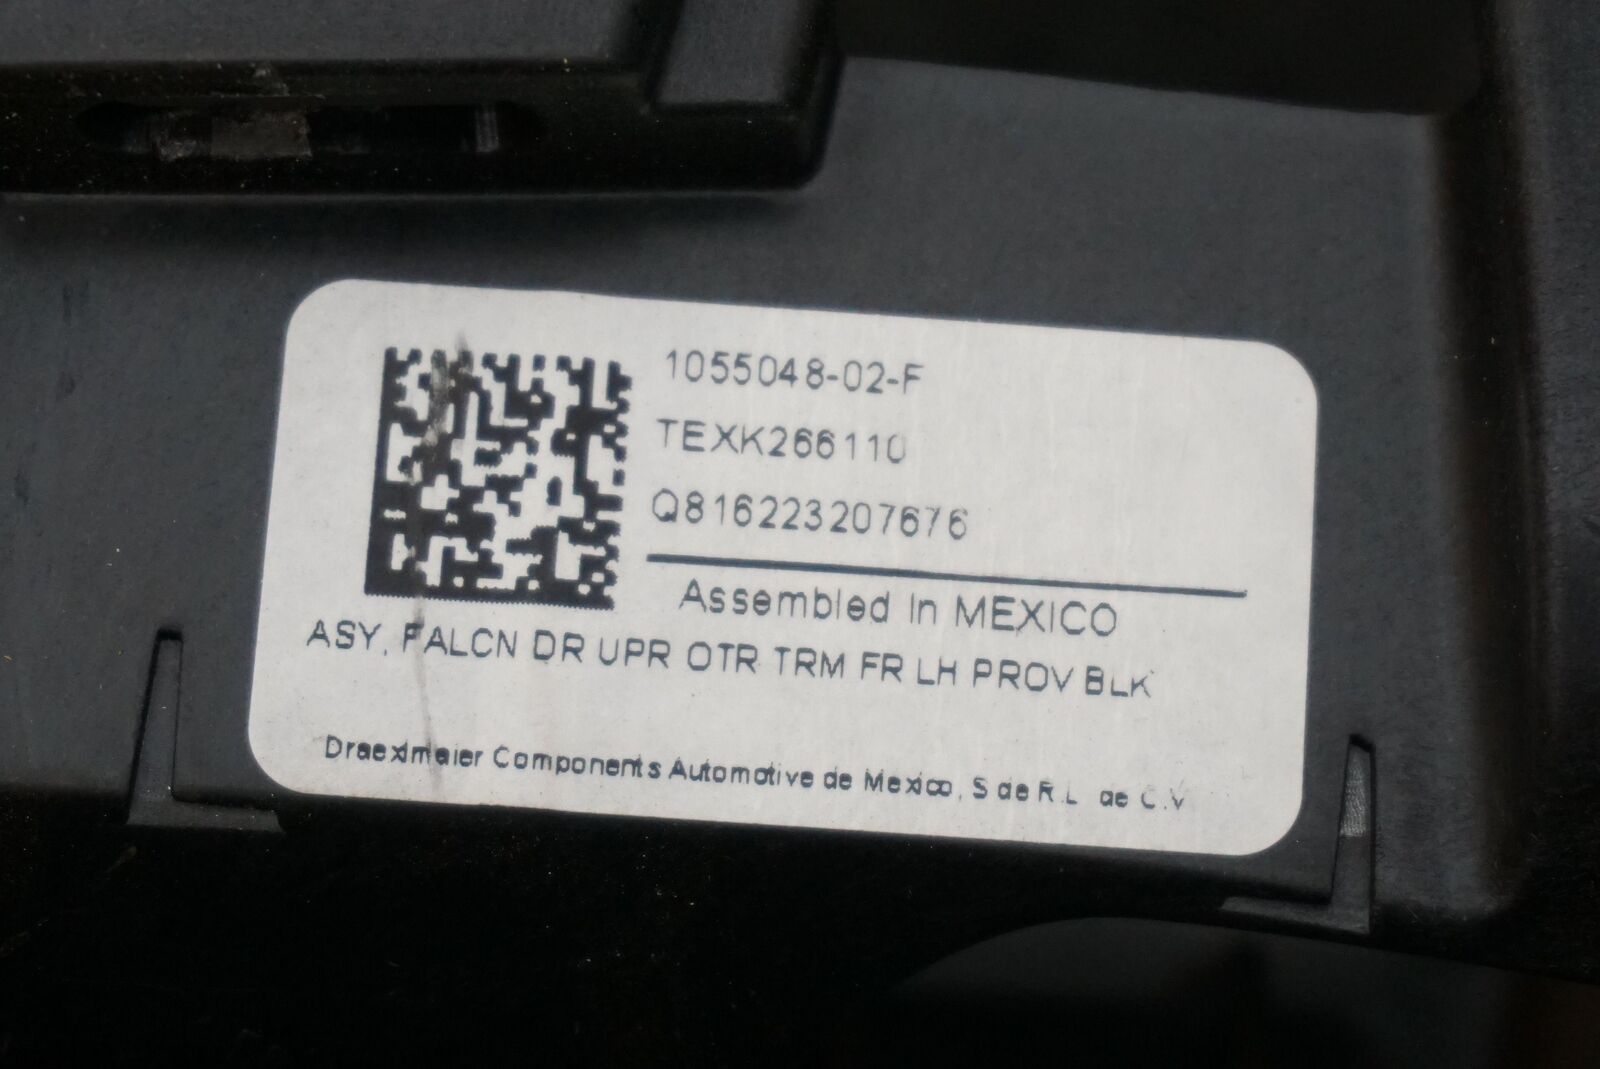 1055048-02-F
TEXK266110
Q816223207676
Assembled In MEXICO
ASY, FALCN DR UPR OTR TRM FR LH PROV BLK
Draexlmaier Components Automotive de Mexico, S de R.L de C.V